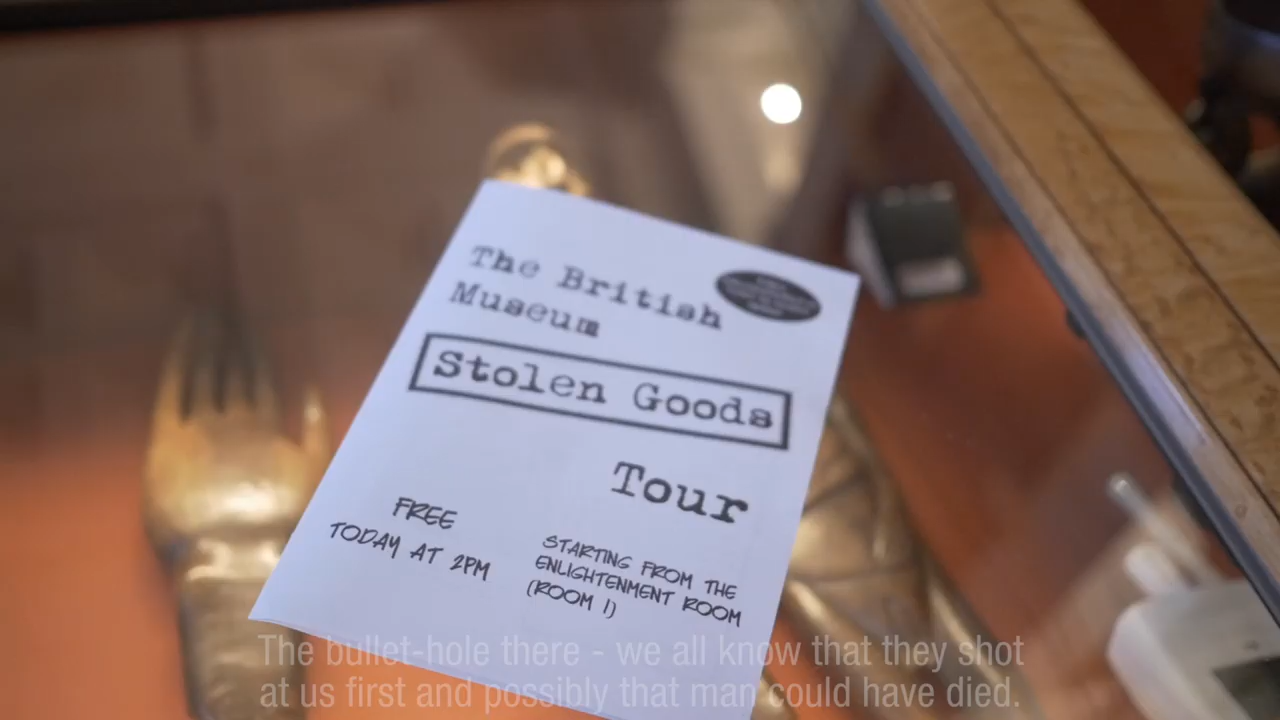 The British
Museum
Stolen Goods
Tour
FREE
TODAY AT 2PM
STARTING FROM THE
ENLIGHTENMENT ROOM
(ROOM 1)
The bullet-hole there - we all know that they shot
at us first and possibly that man could have died.